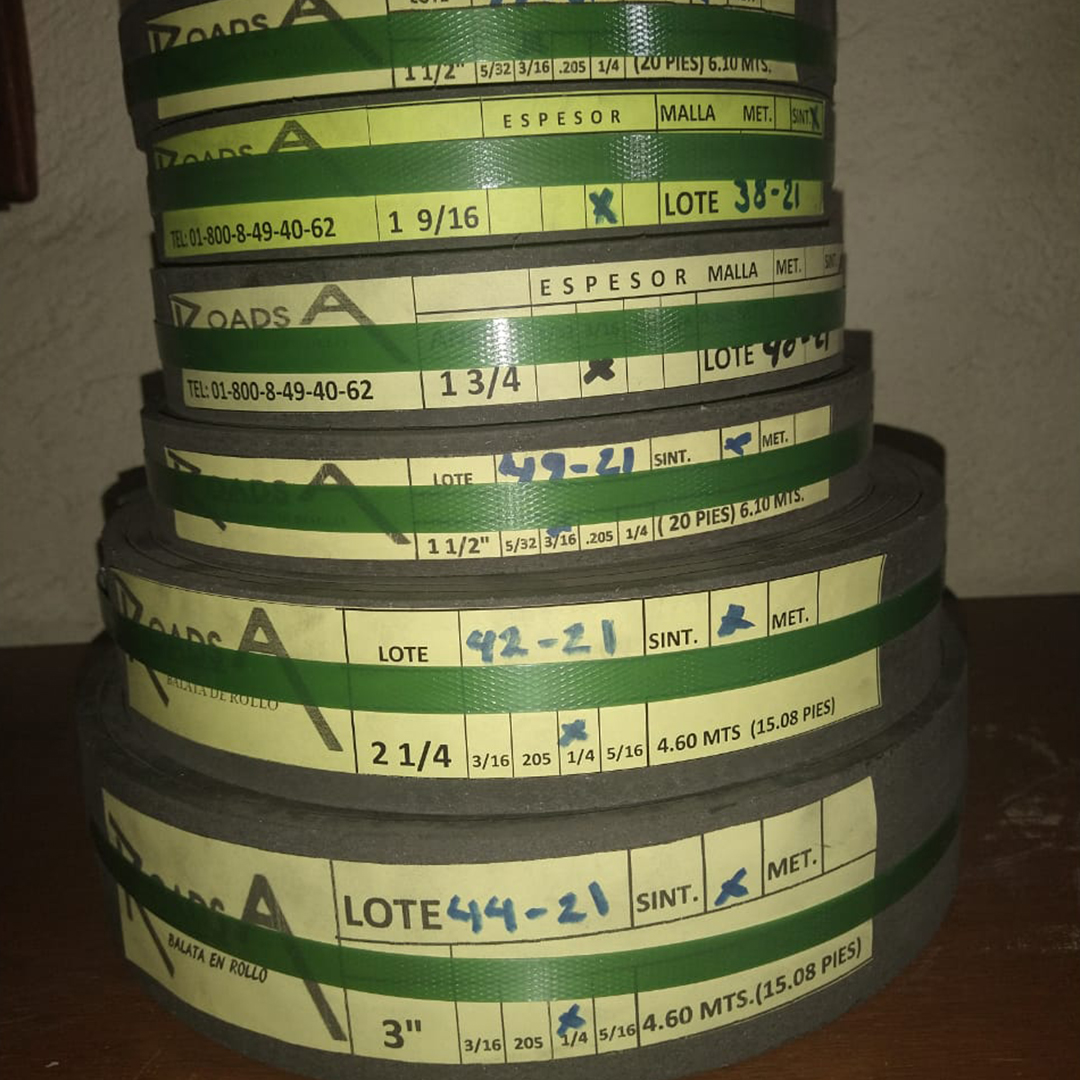 ROADS A
LOTE
1 1/2" 5/32 3/16 .205 1/4 (20 PIES) 6.10 MTS.
ROADS A
ESPESOR MALLA MET. SINT. X
TEL: 01-800-8-49-40-62 1 9/16 X LOTE 38-21
ROADS A
ESPESOR MALLA MET. SINT.
TEL: 01-800-8-49-40-62 1 3/4 X LOTE 40-21
ROADS A
LOTE 49-21 SINT. X MET.
1 1/2" 5/32 3/16 .205 1/4 ( 20 PIES) 6.10 MTS.
ROADS A
BALATA DE ROLLO
LOTE 42-21 SINT. X MET.
2 1/4 3/16 205 X 1/4 5/16 4.60 MTS (15.08 PIES)
ROADS A
BALATA EN ROLLO
LOTE 44-21 SINT. X MET.
3" 3/16 205 X 1/4 5/16 4.60 MTS.(15.08 PIES)